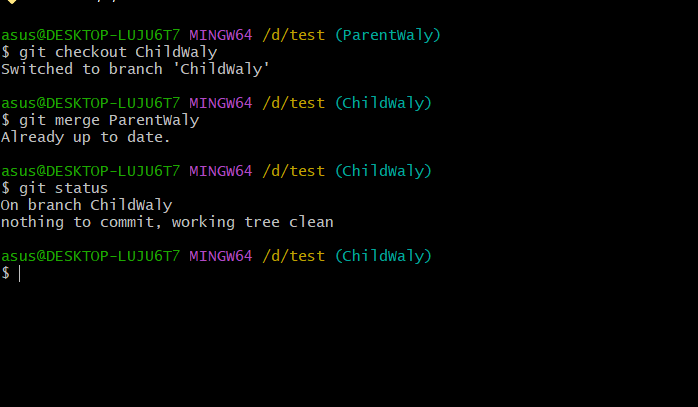 asus@DESKTOP-LUJU6T7 MINGW64 /d/test (ParentWaly)
$ git checkout ChildWaly
Switched to branch 'ChildWaly'
asus@DESKTOP-LUJU6T7 MINGW64 /d/test (ChildWaly)
$ git merge ParentWaly
Already up to date.
asus@DESKTOP-LUJU6T7 MINGW64 /d/test (ChildWaly)
$ git status
On branch ChildWaly
nothing to commit, working tree clean
asus@DESKTOP-LUJU6T7 MINGW64 /d/test (ChildWaly)
$